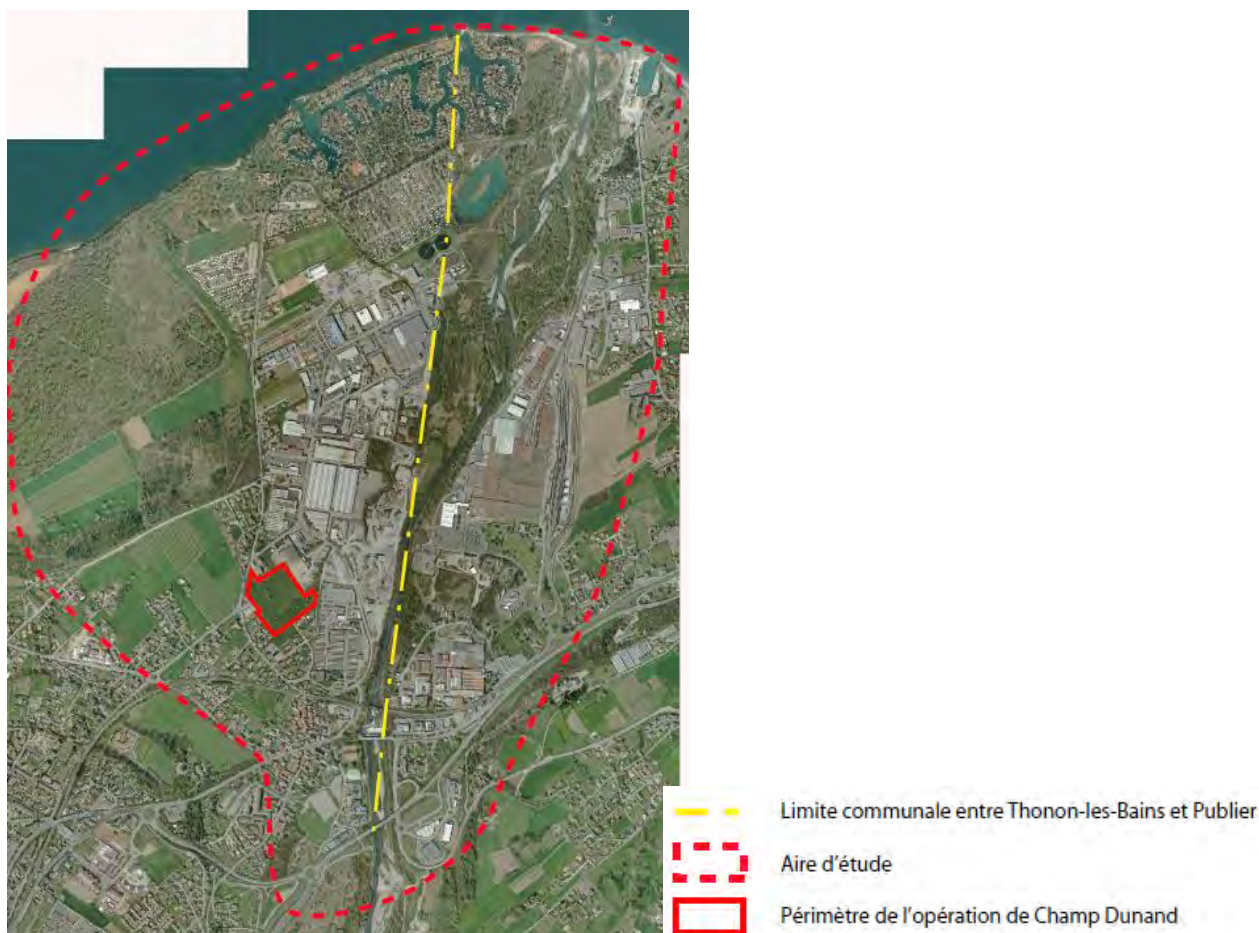 Limite communale entre Thonon-les-Bains et Publier
Aire d'étude
Périmètre de l'opération de Champ Dunand